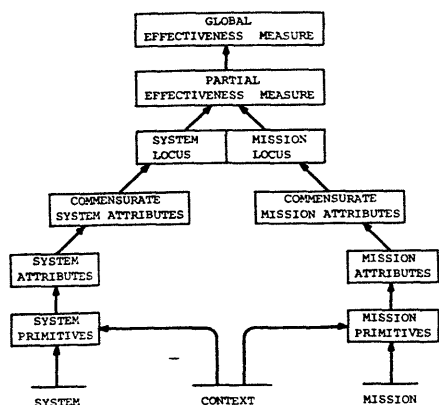 GLOBAL
EFFECTIVENESS MEASURE
PARTIAL
EFFECTIVENESS MEASURE
SYSTEM
LOCUS
MISSION
LOCUS
COMMENSURATE
SYSTEM ATTRIBUTES
COMMENSURATE
MISSION ATTRIBUTES
SYSTEM
ATTRIBUTES
MISSION
ATTRIBUTES
SYSTEM
PRIMITIVES
MISSION
PRIMITIVES
SYSTEM
CONTEXT
MISSION